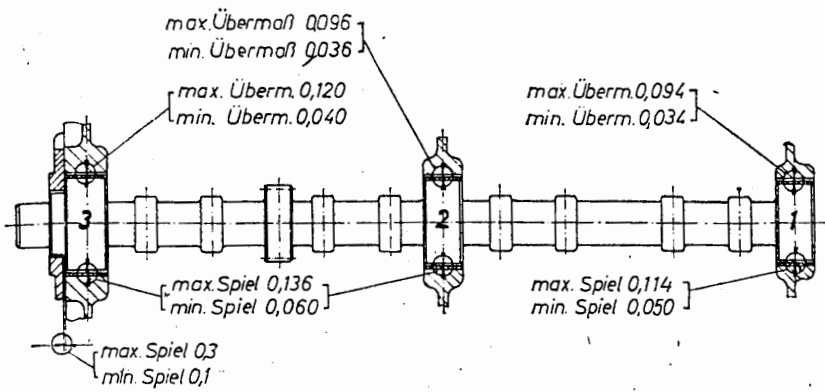 max. Übermaß 0,096
min. Übermaß 0,036
max. Überm. 0,120
min. Überm. 0,040
max. Überm. 0,094
min. Überm. 0,034
3
2
1
max. Spiel 0,136
min. Spiel 0,060
max. Spiel 0,114
min. Spiel 0,050
max. Spiel 0,3
min. Spiel 0,1